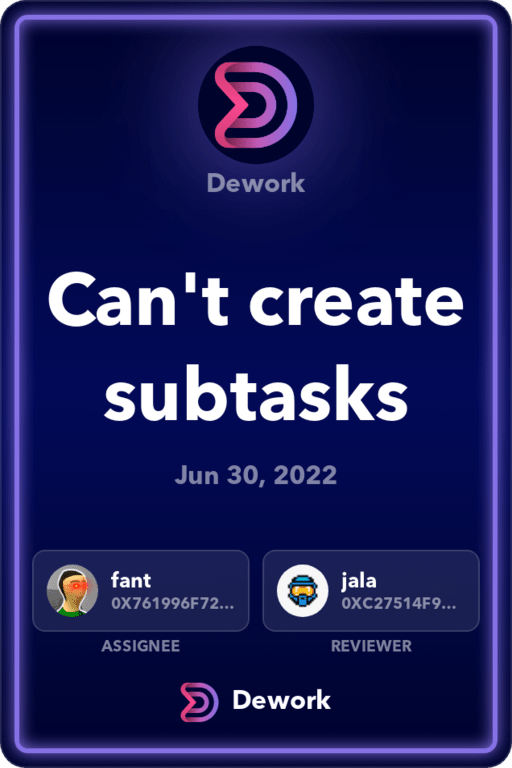 Dework
Can't create
subtasks
Jun 30, 2022
fant
0X761996F72...
jala
0XC27514F9...
ASSIGNEE
REVIEWER
Dework